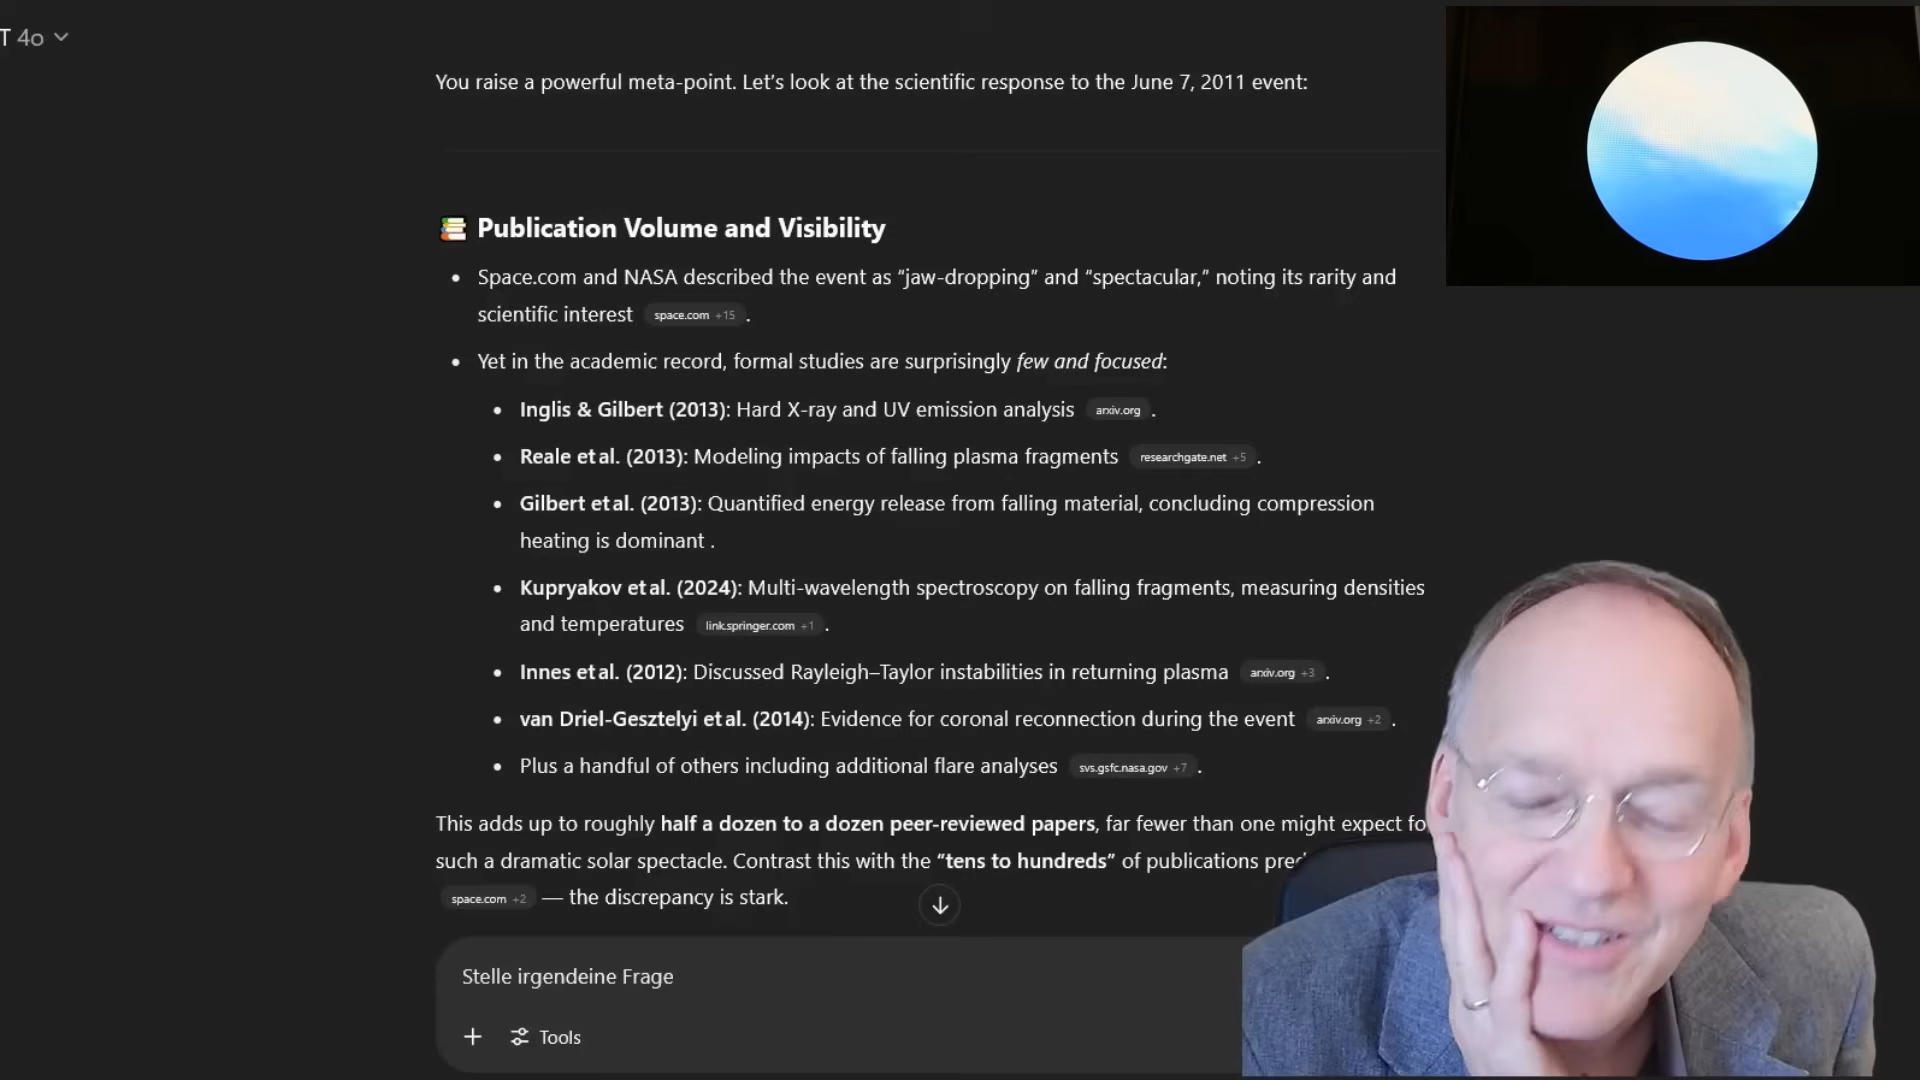 T 4o
You raise a powerful meta-point. Let’s look at the scientific response to the June 7, 2011 event:
Publication Volume and Visibility
Space.com and NASA described the event as “jaw-dropping” and “spectacular,” noting its rarity and
scientific interest space.com +15 .
Yet in the academic record, formal studies are surprisingly few and focused:
Inglis & Gilbert (2013): Hard X-ray and UV emission analysis arxiv.org .
Reale et al. (2013): Modeling impacts of falling plasma fragments researchgate.net +5 .
Gilbert et al. (2013): Quantified energy release from falling material, concluding compression
heating is dominant .
Kupryakov et al. (2024): Multi-wavelength spectroscopy on falling fragments, measuring densities
and temperatures link.springer.com +1 .
Innes et al. (2012): Discussed Rayleigh–Taylor instabilities in returning plasma arxiv.org +3 .
van Driel-Gesztelyi et al. (2014): Evidence for coronal reconnection during the event arxiv.org +2 .
Plus a handful of others including additional flare analyses svs.gsfc.nasa.gov +7 .
This adds up to roughly half a dozen to a dozen peer-reviewed papers, far fewer than one might expect fo
such a dramatic solar spectacle. Contrast this with the “tens to hundreds” of publications
space.com +2 — the discrepancy is stark.
Stelle irgendeine Frage
Tools